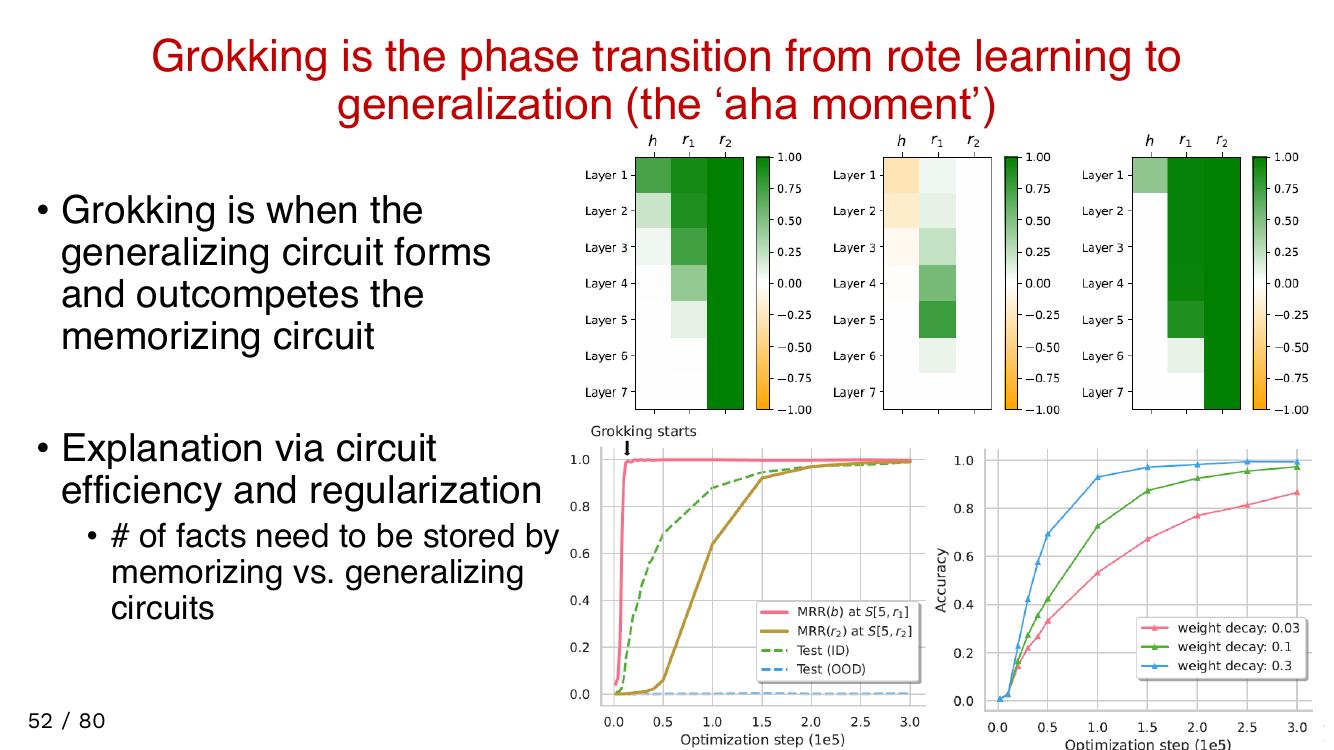 Grokking is the phase transition from rote learning to
generalization (the ‘aha moment’)
• Grokking is when the
generalizing circuit forms
and outcompetes the
memorizing circuit
• Explanation via circuit
efficiency and regularization
• # of facts need to be stored by
memorizing vs. generalizing
circuits
h r₁ r₂
Layer 1
Layer 2
Layer 3
Layer 4
Layer 5
Layer 6
Layer 7
1.00
0.75
0.50
0.25
0.00
−0.25
−0.50
−0.75
−1.00
h r₁ r₂
Layer 1
Layer 2
Layer 3
Layer 4
Layer 5
Layer 6
Layer 7
1.00
0.75
0.50
0.25
0.00
−0.25
−0.50
−0.75
−1.00
h r₁ r₂
Layer 1
Layer 2
Layer 3
Layer 4
Layer 5
Layer 6
Layer 7
1.00
0.75
0.50
0.25
0.00
−0.25
−0.50
−0.75
−1.00
Grokking starts
1.0
0.8
0.6
0.4
0.2
0.0
MRR(b) at S[5, r₁]
MRR(r₂) at S[5, r₂]
Test (ID)
Test (OOD)
0.0 0.5 1.0 1.5 2.0 2.5 3.0
Optimization step (1e5)
Accuracy
1.0
0.8
0.6
0.4
0.2
0.0
weight decay: 0.03
weight decay: 0.1
weight decay: 0.3
0.0 0.5 1.0 1.5 2.0 2.5 3.0
Optimization step (1e5)
52 / 80